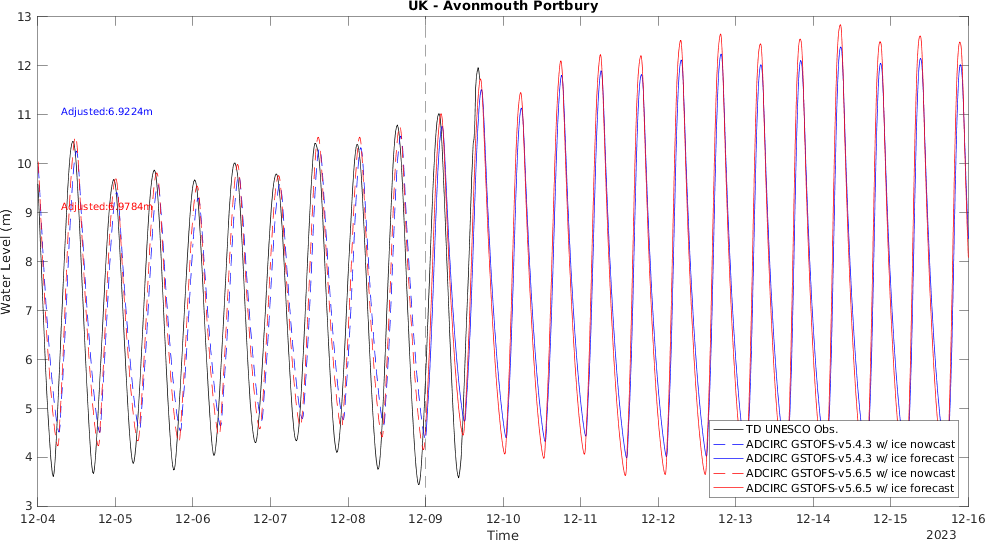 UK - Avonmouth Portbury
13
12
11
10
9
8
7
6
5
4
3
Water Level (m)
Adjusted:6.9224m
TD UNESCO Obs.
ADCIRC GSTOFS-v5.4.3 w/ ice nowcast
ADCIRC GSTOFS-v5.4.3 w/ ice forecast
ADCIRC GSTOFS-v5.6.5 w/ ice nowcast
ADCIRC GSTOFS-v5.6.5 w/ ice forecast
12-04 12-05 12-06 12-07 12-08 12-09 12-10 12-11 12-12 12-13 12-14 12-15 12-16
Time
2023